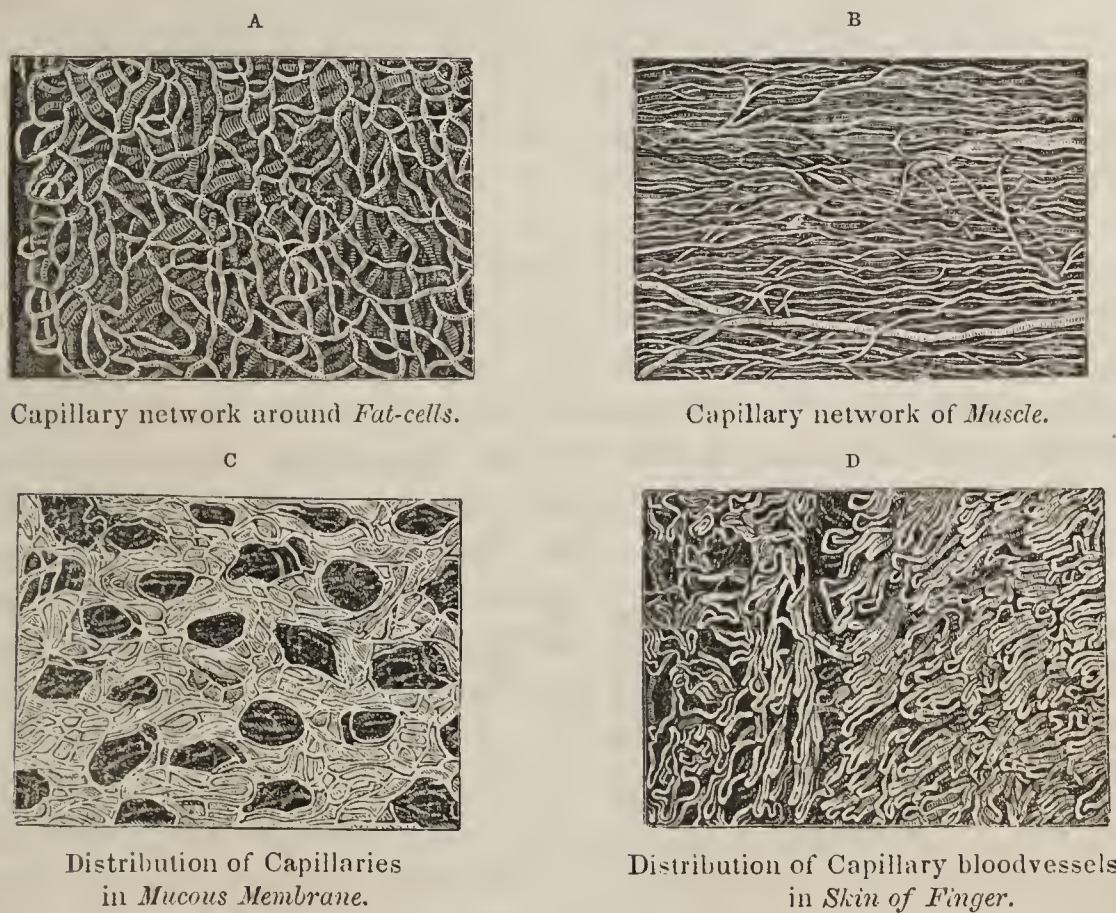 A
B
Capillary network around Fat-cells.
Capillary network of Muscle.
C
D
Distribution of Capillaries
in Mucous Membrane.
Distribution of Capillary bloodvessels
in Skin of Finger.